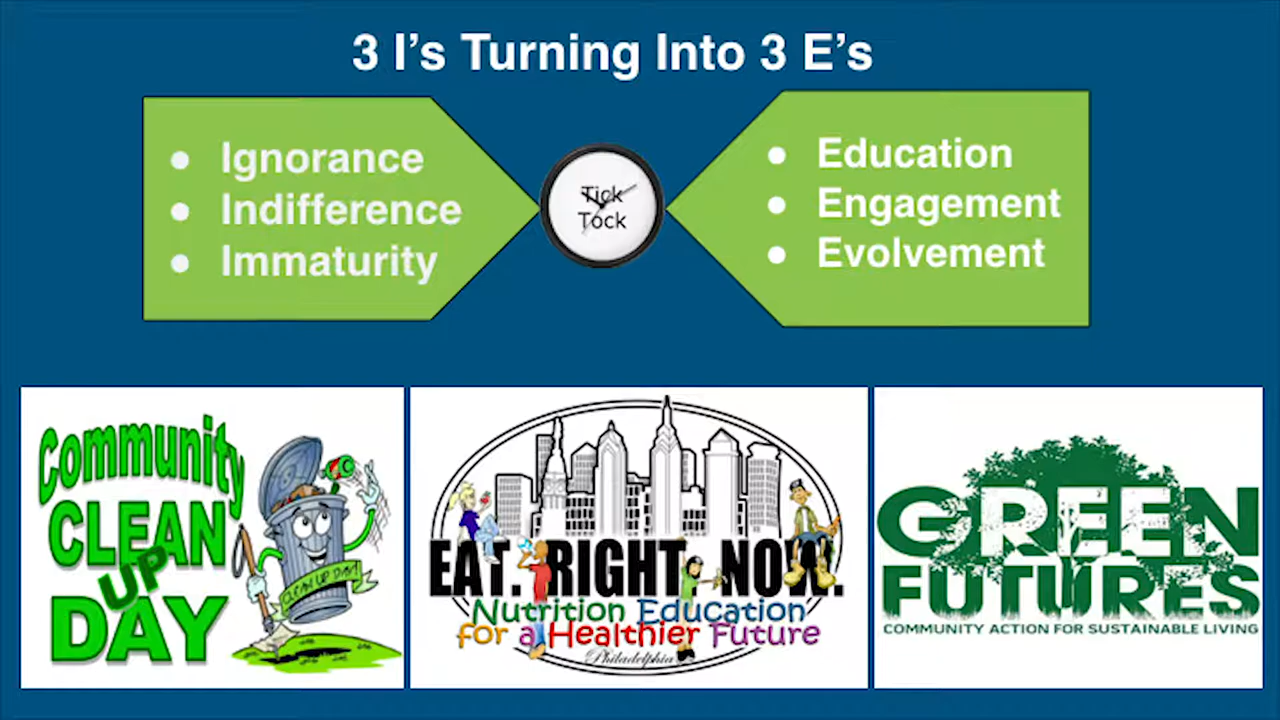 3 I’s Turning Into 3 E’s
● Ignorance
● Indifference
● Immaturity
Tick
Tock
● Education
● Engagement
● Evolvement
Community
CLEAN
UP
DAY
CLEAN UP DAY!
EAT. RIGHT. NOW.
Nutrition Education
for a Healthier Future
Philadelphia
GREEN
FUTURES
COMMUNITY ACTION FOR SUSTAINABLE LIVING